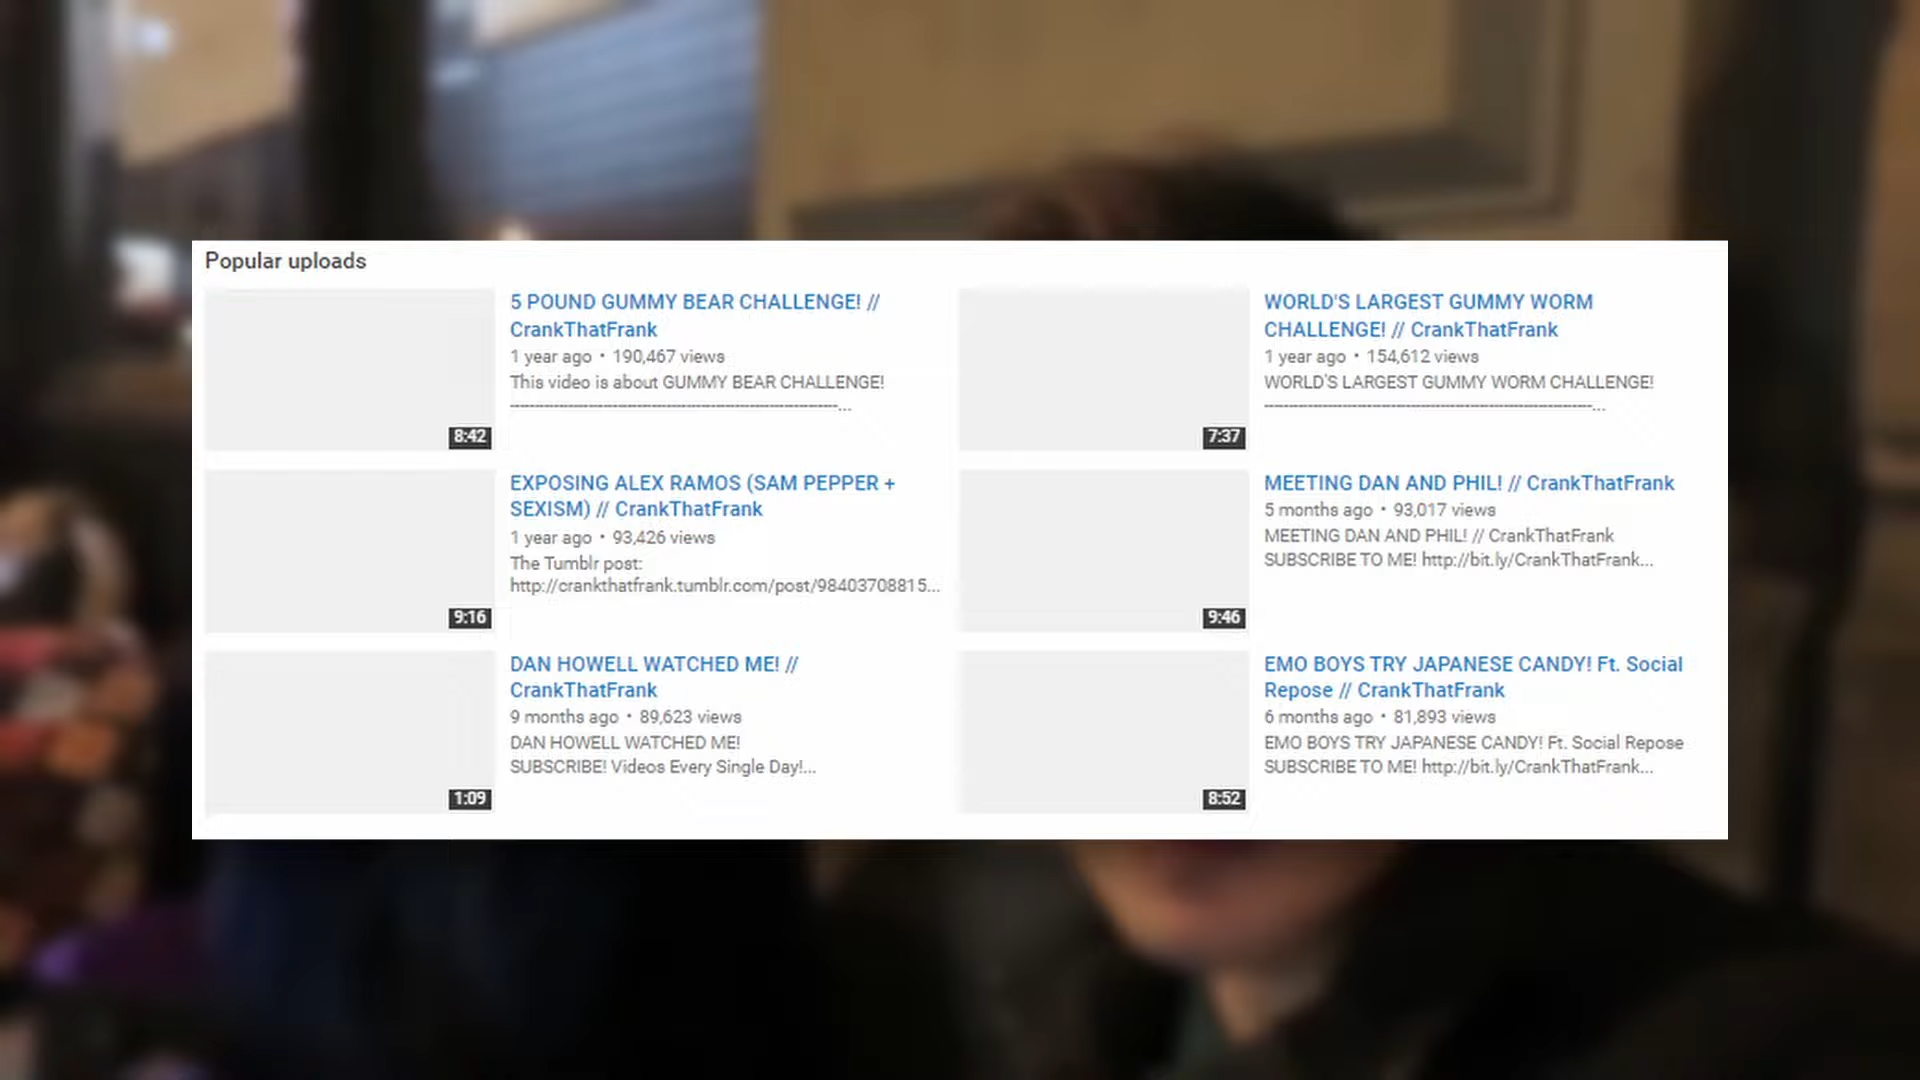 Popular uploads
5 POUND GUMMY BEAR CHALLENGE! //
CrankThatFrank
1 year ago • 190,467 views
This video is about GUMMY BEAR CHALLENGE!
----------------------------------------------------------------------------------...
8:42
WORLD'S LARGEST GUMMY WORM
CHALLENGE! // CrankThatFrank
1 year ago • 154,612 views
WORLD'S LARGEST GUMMY WORM CHALLENGE!
----------------------------------------------------------------------------------...
7:37
EXPOSING ALEX RAMOS (SAM PEPPER +
SEXISM) // CrankThatFrank
1 year ago • 93,426 views
The Tumblr post:
http://crankthatfrank.tumblr.com/post/98403708815...
9:16
MEETING DAN AND PHIL! // CrankThatFrank
5 months ago • 93,017 views
MEETING DAN AND PHIL! // CrankThatFrank
SUBSCRIBE TO ME! http://bit.ly/CrankThatFrank...
9:46
DAN HOWELL WATCHED ME! //
CrankThatFrank
9 months ago • 89,623 views
DAN HOWELL WATCHED ME!
SUBSCRIBE! Videos Every Single Day!...
1:09
EMO BOYS TRY JAPANESE CANDY! Ft. Social
Repose // CrankThatFrank
6 months ago • 81,893 views
EMO BOYS TRY JAPANESE CANDY! Ft. Social Repose
SUBSCRIBE TO ME! http://bit.ly/CrankThatFrank...
8:52